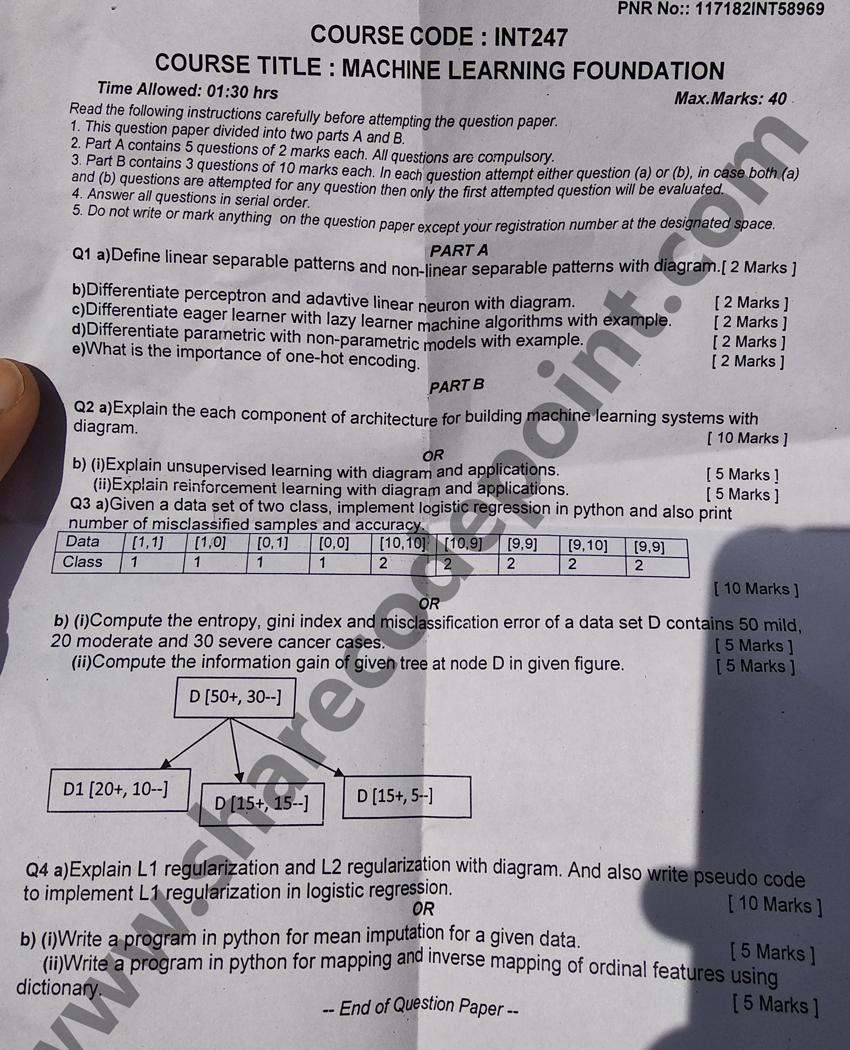 PNR No:: 117182INT58969
COURSE CODE : INT247
COURSE TITLE : MACHINE LEARNING FOUNDATION
Time Allowed: 01:30 hrs
Max.Marks: 40
Read the following instructions carefully before attempting the question paper.
1. This question paper divided into two parts A and B.
2. Part A contains 5 questions of 2 marks each. All questions are compulsory.
3. Part B contains 3 questions of 10 marks each. In each question attempt either question (a) or (b), in case both (a)
and (b) questions are attempted for any question then only the first attempted question will be evaluated.
4. Answer all questions in serial order.
5. Do not write or mark anything on the question paper except your registration number at the designated space.
PART A
Q1 a)Define linear separable patterns and non-linear separable patterns with diagram.[ 2 Marks ]
b)Differentiate perceptron and adavtive linear neuron with diagram. [ 2 Marks ]
c)Differentiate eager learner with lazy learner machine algorithms with example. [ 2 Marks ]
d)Differentiate parametric with non-parametric models with example. [ 2 Marks ]
e)What is the importance of one-hot encoding. [ 2 Marks ]
PART B
Q2 a)Explain the each component of architecture for building machine learning systems with
diagram. [ 10 Marks ]
OR
b) (i)Explain unsupervised learning with diagram and applications. [ 5 Marks ]
(ii)Explain reinforcement learning with diagram and applications. [ 5 Marks ]
Q3 a)Given a data set of two class, implement logistic regression in python and also print
number of misclassified samples and accuracy.
Data [1,1] [1,0] [0,1] [0,0] [10,10] [10,9] [9,9] [9,10] [9,9]
Class 1 1 1 1 2 2 2 2 2
[ 10 Marks ]
OR
b) (i)Compute the entropy, gini index and misclassification error of a data set D contains 50 mild,
20 moderate and 30 severe cancer cases. [ 5 Marks ]
(ii)Compute the information gain of given tree at node D in given figure. [ 5 Marks ]
D [50+, 30--]
D1 [20+, 10--] D [15+, 15--] D [15+, 5--]
Q4 a)Explain L1 regularization and L2 regularization with diagram. And also write pseudo code
to implement L1 regularization in logistic regression. [ 10 Marks ]
OR
b) (i)Write a program in python for mean imputation for a given data. [ 5 Marks ]
(ii)Write a program in python for mapping and inverse mapping of ordinal features using
dictionary. [ 5 Marks ]
-- End of Question Paper --
www.sharecodepoint.com